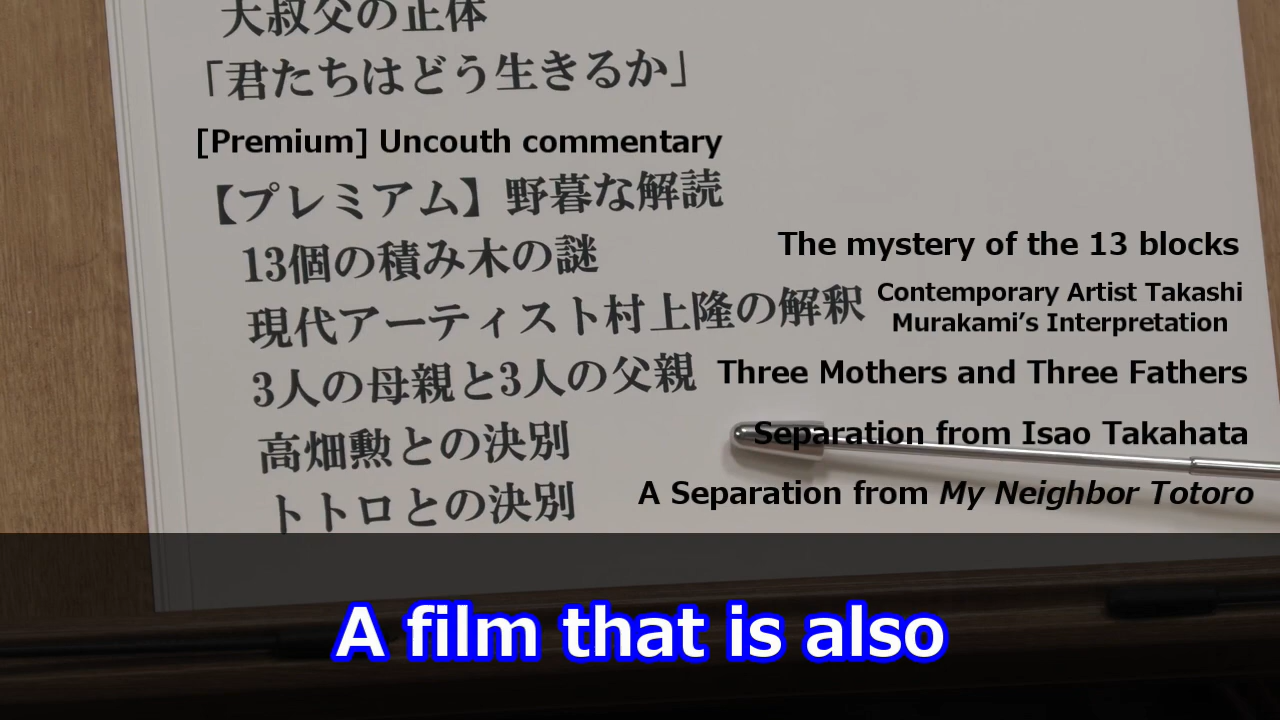 大叔父の正体
「君たちはどう生きるか」
[Premium] Uncouth commentary
【プレミアム】野暮な解読
13個の積み木の謎
The mystery of the 13 blocks
現代アーティスト村上隆の解釈
Contemporary Artist Takashi
Murakami’s Interpretation
3人の母親と3人の父親
Three Mothers and Three Fathers
高畑勲との決別
Separation from Isao Takahata
トトロとの決別
A Separation from My Neighbor Totoro
A film that is also